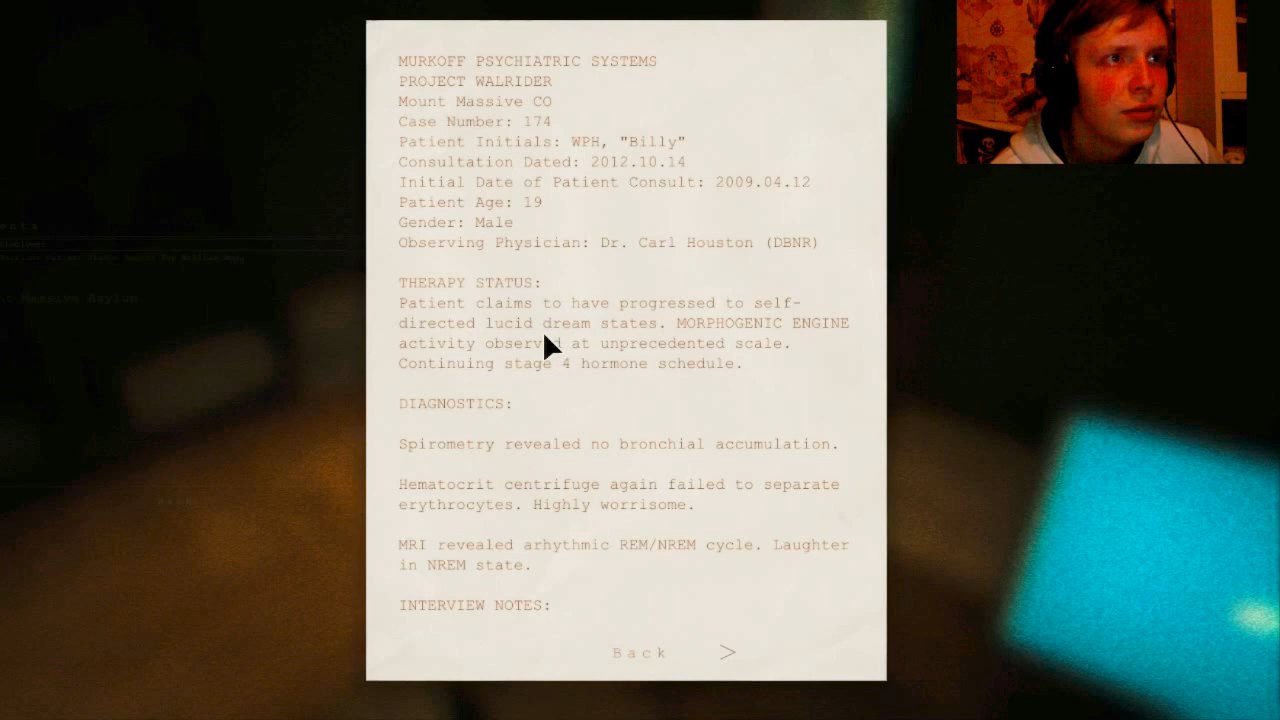 MURKOFF PSYCHIATRIC SYSTEMS
PROJECT WALRIDER
Mount Massive CO
Case Number: 174
Patient Initials: WPH, "Billy"
Consultation Dated: 2012.10.14
Initial Date of Patient Consult: 2009.04.12
Patient Age: 19
Gender: Male
Observing Physician: Dr. Carl Houston (DBNR)
THERAPY STATUS:
Patient claims to have progressed to self-
directed lucid dream states. MORPHOGENIC ENGINE
activity observed at unprecedented scale.
Continuing stage 4 hormone schedule.
DIAGNOSTICS:
Spirometry revealed no bronchial accumulation.
Hematocrit centrifuge again failed to separate
erythrocytes. Highly worrisome.
MRI revealed arhythmic REM/NREM cycle. Laughter
in NREM state.
INTERVIEW NOTES:
Back >
nt Massive Asylum